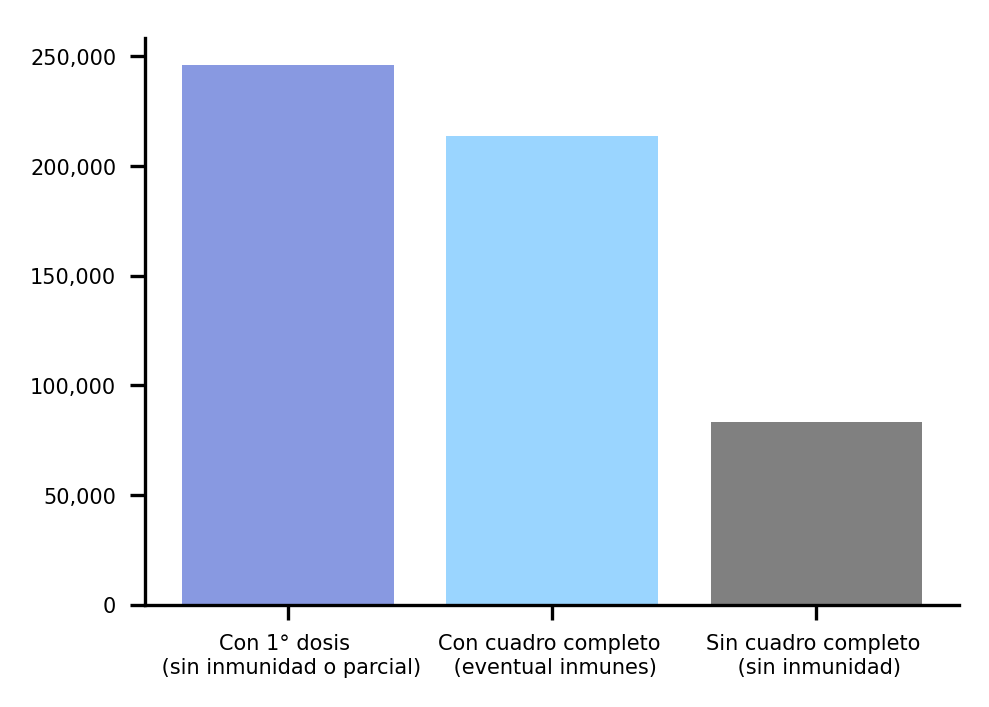 250,000
200,000
150,000
100,000
50,000
0
Con 1° dosis
(sin inmunidad o parcial)
Con cuadro completo
(eventual inmunes)
Sin cuadro completo
(sin inmunidad)